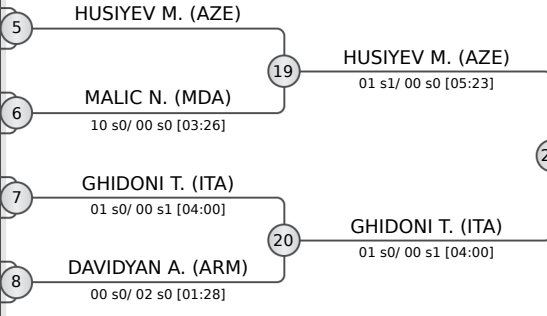 HUSIYEV M. (AZE)
5
19
HUSIYEV M. (AZE)
01 s1/ 00 s0 [05:23]
MALIC N. (MDA)
6
10 s0/ 00 s0 [03:26]
GHIDONI T. (ITA)
7
01 s0/ 00 s1 [04:00]
20
GHIDONI T. (ITA)
01 s0/ 00 s1 [04:00]
DAVIDYAN A. (ARM)
8
00 s0/ 02 s0 [01:28]